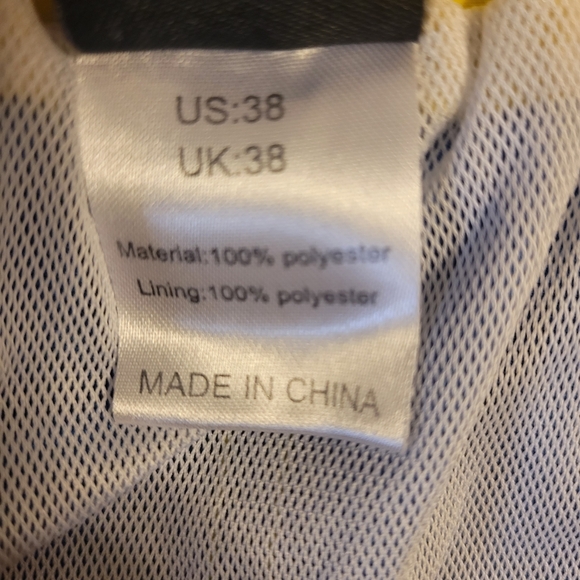 US:38
UK:38
Material:100% polyester
Lining:100% polyester
MADE IN CHINA